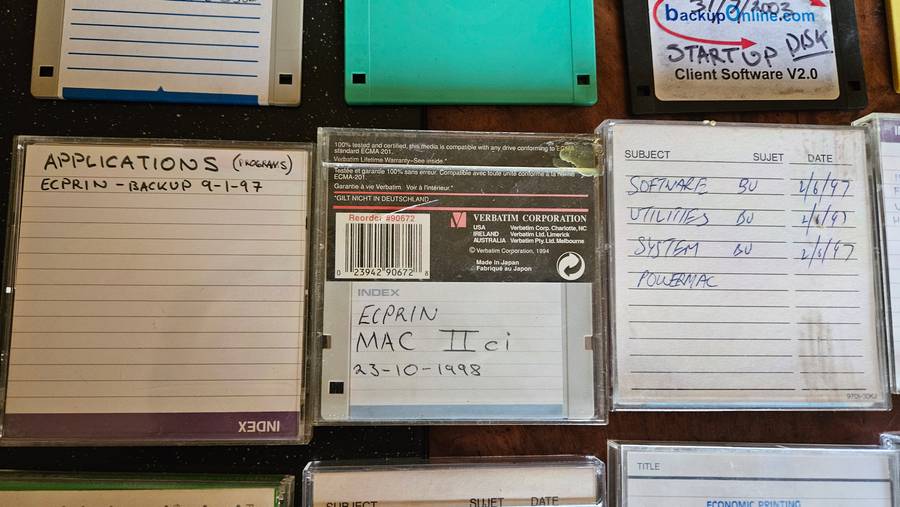 31/7/2003
BackupOnline.com
STARTUP DISK
Client Software V2.0
APPLICATIONS (PROGRAMS)
ECPRIN - BACKUP 9-1-97
INDEX
100% tested and certified, this media is compatible with any drive conforming to ECMA
standard ECMA-201.
Verbatim Lifetime Warranty–See inside.*
Testée et garantie 100% sans erreur. Compatible avec toute unité conforme à la norme
ECMA-201.
Garantie à vie Verbatim. Voir à l'intérieur.*
*GILT NICHT IN DEUTSCHLAND
Reorder #90672
0 23942 90672 8
VERBATIM CORPORATION
USA Verbatim Corp. Charlotte, NC
IRELAND Verbatim Ltd. Limerick
AUSTRALIA Verbatim Pty. Ltd. Melbourne
© Verbatim Corporation, 1994
Made in Japan
Fabriqué au Japon
INDEX
ECPRIN
MAC IIci
23-10-1998
SUBJECT SUJET DATE
SOFTWARE BU 2/6/97
UTILITIES BU 2/6/97
SYSTEM BU 2/6/97
POWERMAC
SUBJECT SUJET DATE
TITLE
ECONOMIC PRINTING